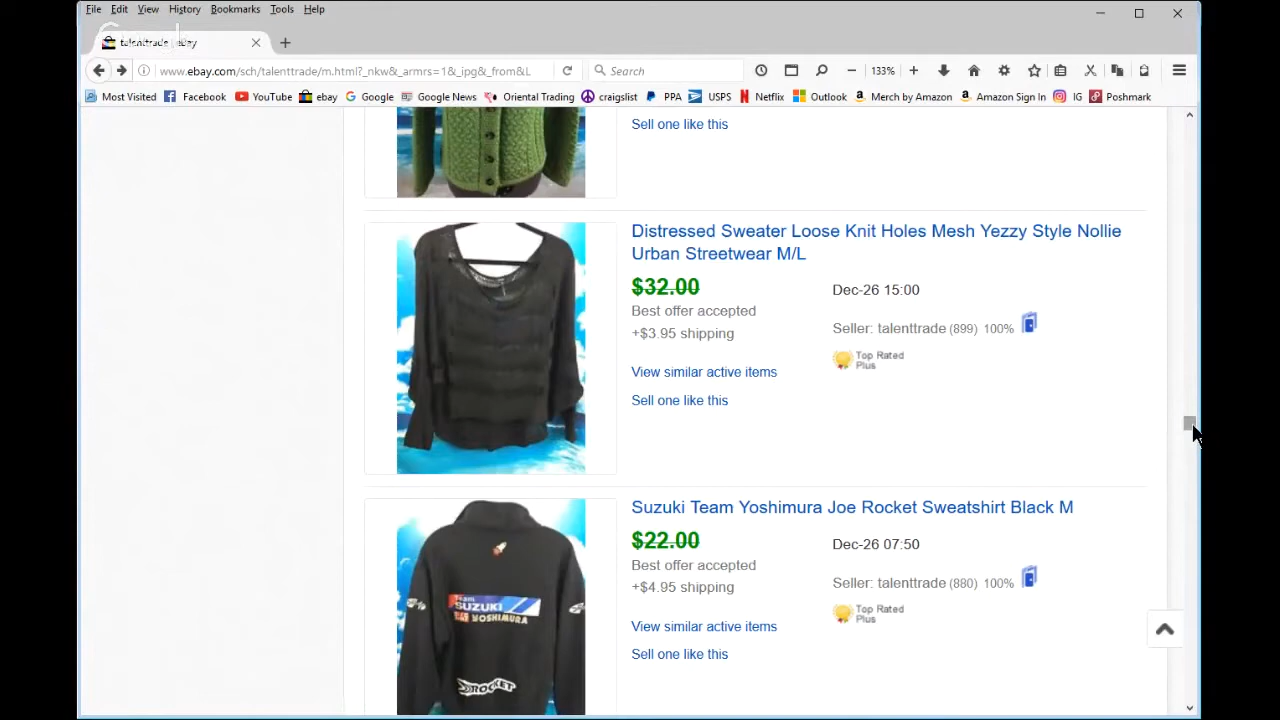 File Edit View History Bookmarks Tools Help
talenttrade | eBay
www.ebay.com/sch/talenttrade/m.html?_nkw&_armrs=1&_ipg&_from&L
Search
133%
Most Visited Facebook YouTube ebay Google Google News Oriental Trading craigslist PPA USPS Netflix Outlook Merch by Amazon Amazon Sign In IG Poshmark
Sell one like this
Distressed Sweater Loose Knit Holes Mesh Yezzy Style Nollie
Urban Streetwear M/L
$32.00
Dec-26 15:00
Best offer accepted
+$3.95 shipping
Seller: talenttrade (899) 100%
Top Rated
Plus
View similar active items
Sell one like this
Suzuki Team Yoshimura Joe Rocket Sweatshirt Black M
$22.00
Dec-26 07:50
Best offer accepted
+$4.95 shipping
Seller: talenttrade (880) 100%
Top Rated
Plus
View similar active items
Sell one like this
Team
SUZUKI
YOSHIMURA
ROCKET